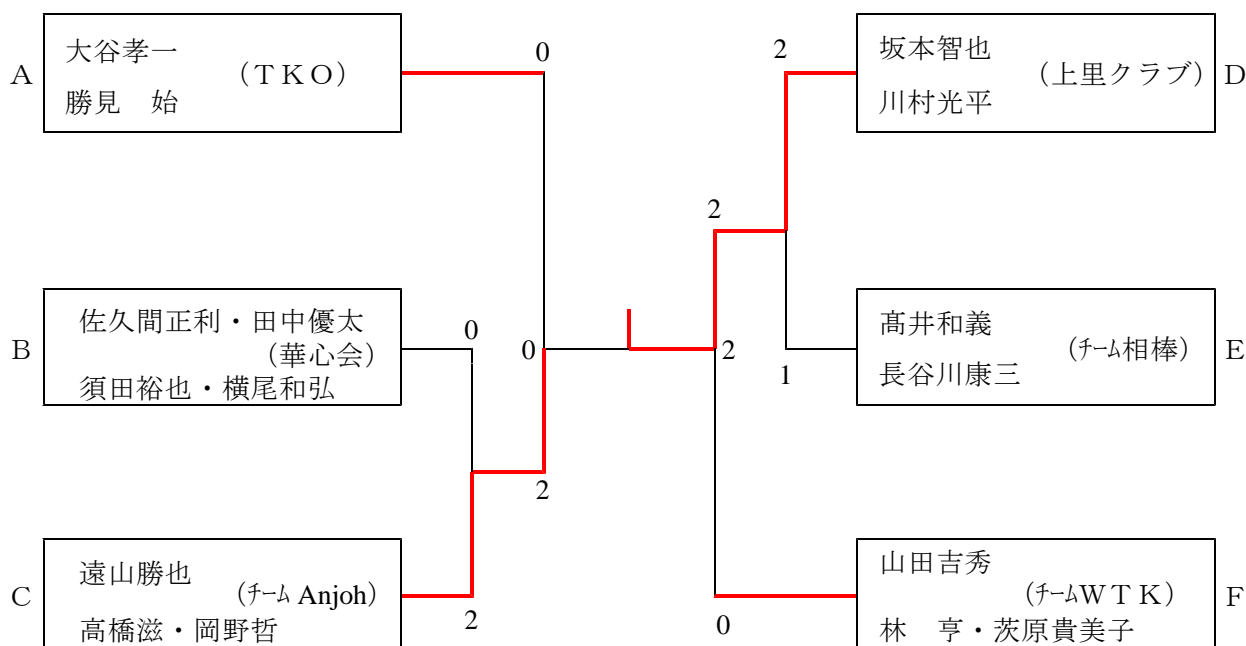 0
2
A
大谷孝一
(ＴＫＯ)
勝見　始
坂本智也
(上里クラブ)
川村光平
D
2
B
佐久間正利・田中優太
(華心会)
須田裕也・横尾和弘
0
0
2
1
髙井和義
(ﾁｰﾑ相棒)
長谷川康三
E
2
C
遠山勝也
(ﾁｰﾑ Anjoh)
高橋滋・岡野哲
2
0
山田吉秀
(ﾁｰﾑＷＴＫ)
林　亨・茨原貴美子
F